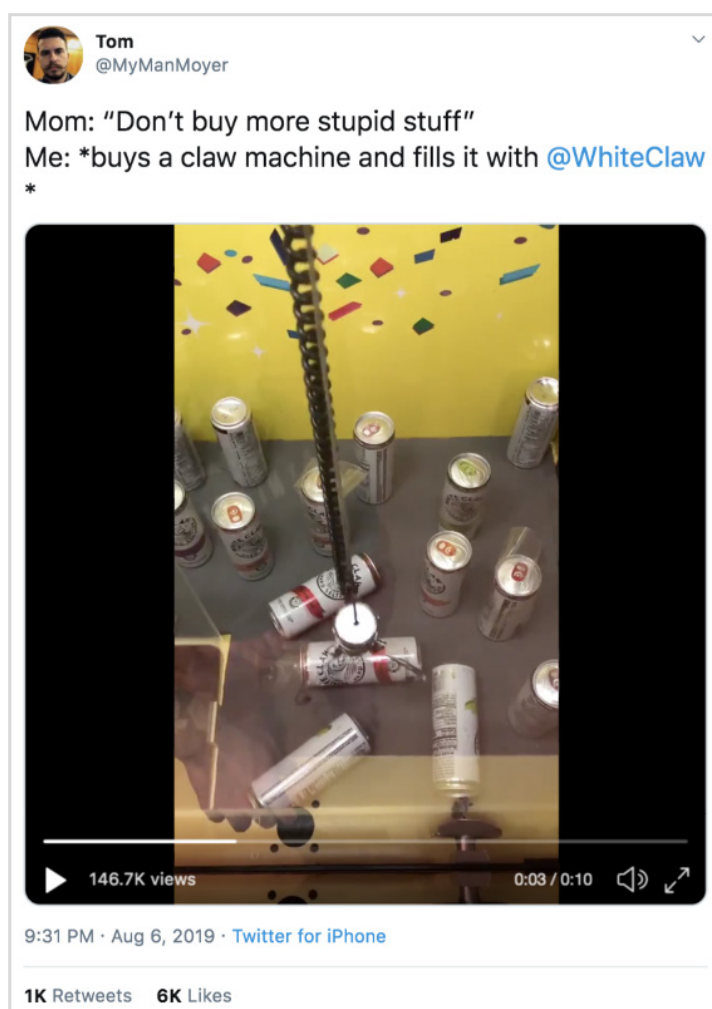 Tom
@MyManMoyer
Mom: “Don’t buy more stupid stuff”
Me: *buys a claw machine and fills it with @WhiteClaw
*
146.7K views
0:03 / 0:10
9:31 PM · Aug 6, 2019 · Twitter for iPhone
1K Retweets 6K Likes